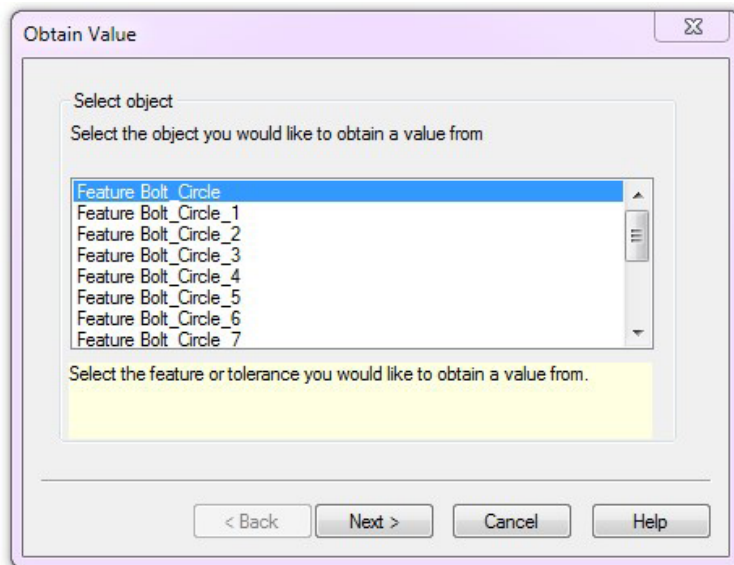 Obtain Value
Select object
Select the object you would like to obtain a value from
Feature Bolt_Circle
Feature Bolt_Circle_1
Feature Bolt_Circle_2
Feature Bolt_Circle_3
Feature Bolt_Circle_4
Feature Bolt_Circle_5
Feature Bolt_Circle_6
Feature Bolt_Circle_7
Select the feature or tolerance you would like to obtain a value from.
< Back Next > Cancel Help